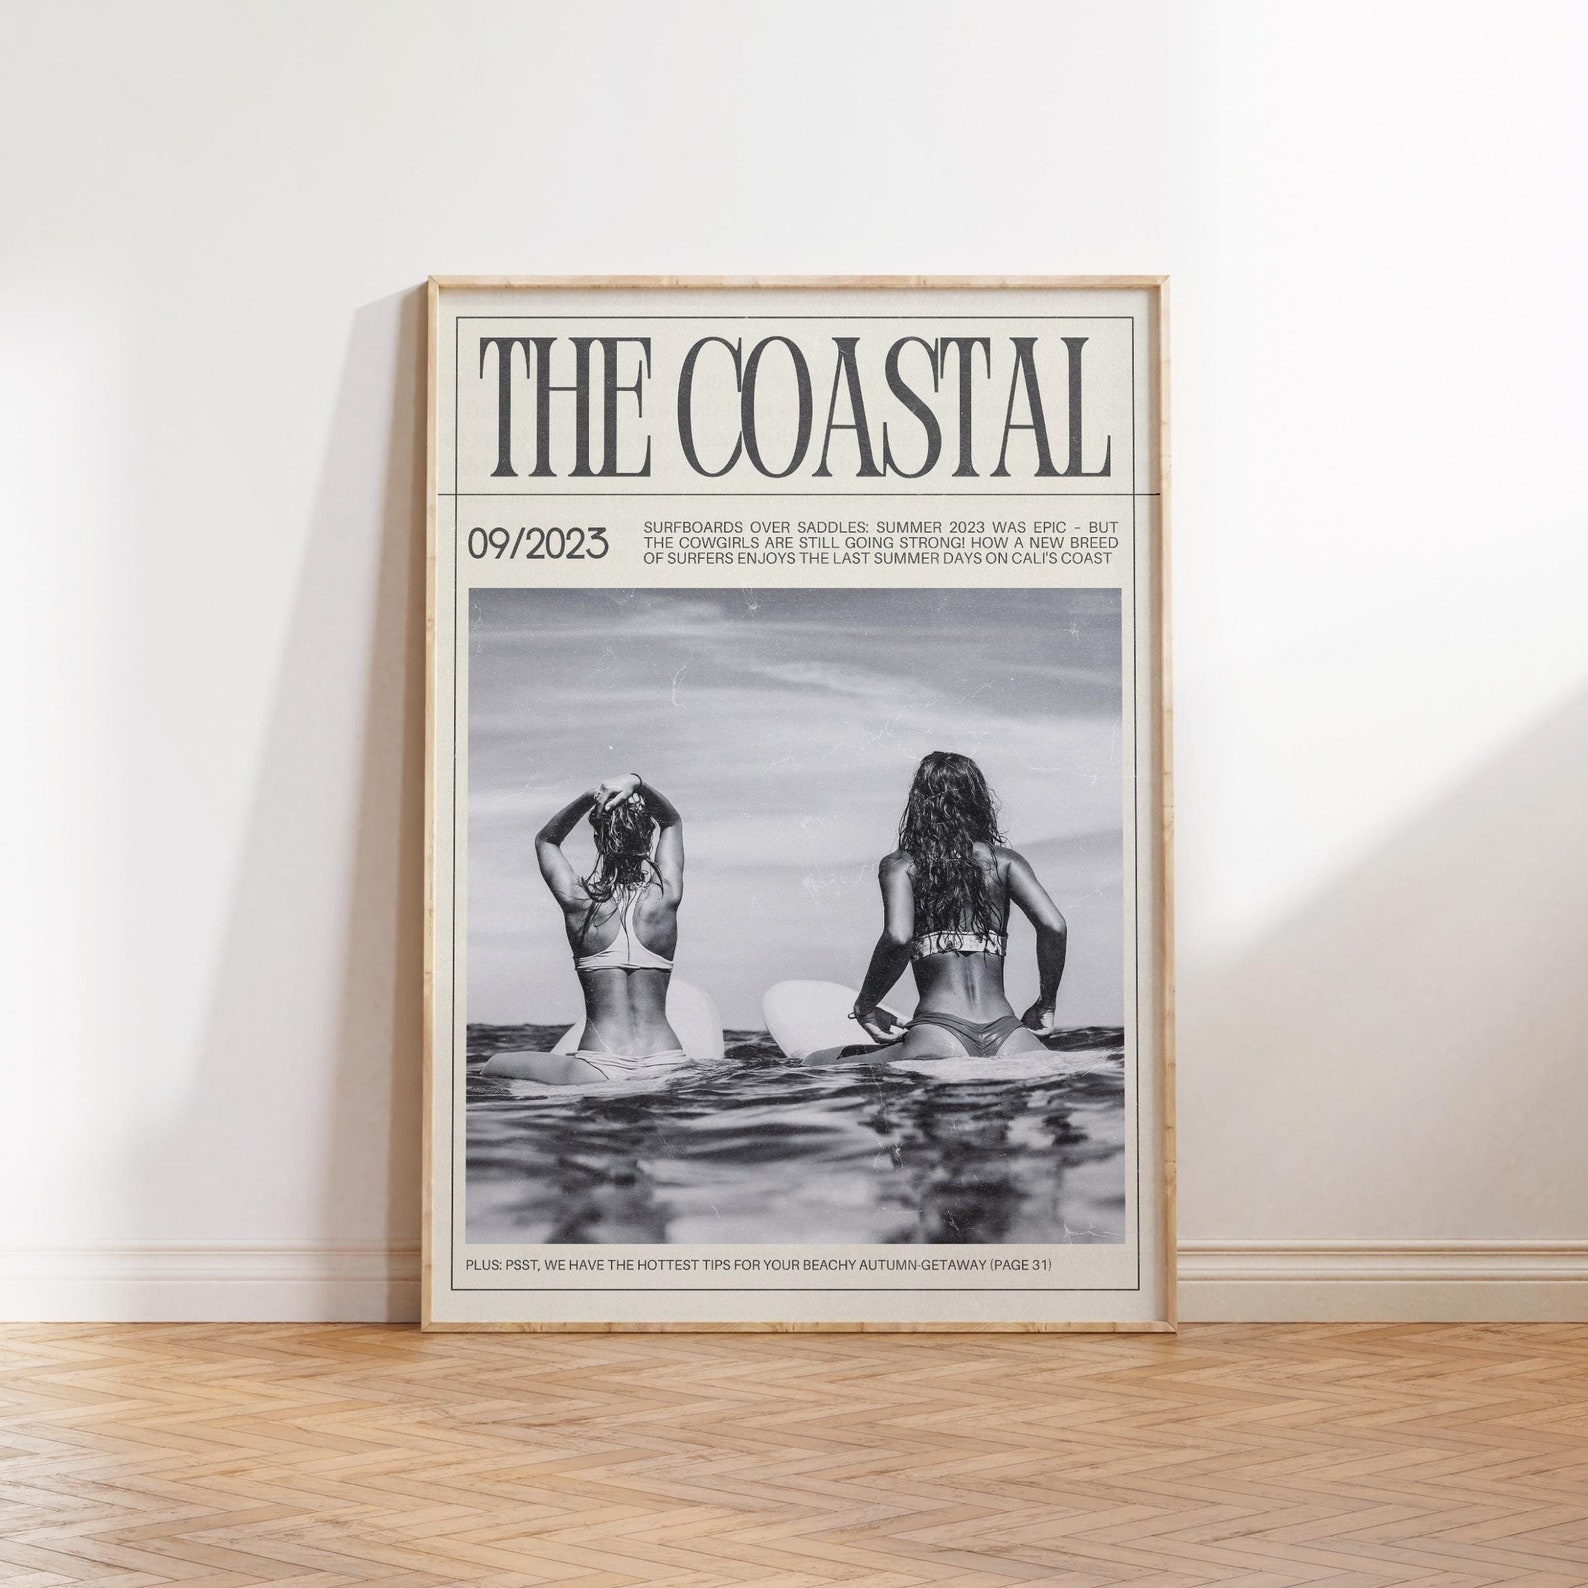 THE COASTAL
09/2023
SURFBOARDS OVER SADDLES: SUMMER 2023 WAS EPIC – BUT
THE COWGIRLS ARE STILL GOING STRONG! HOW A NEW BREED
OF SURFERS ENJOYS THE LAST SUMMER DAYS ON CALI'S COAST
PLUS: PSST, WE HAVE THE HOTTEST TIPS FOR YOUR BEACHY AUTUMN-GETAWAY (PAGE 31)